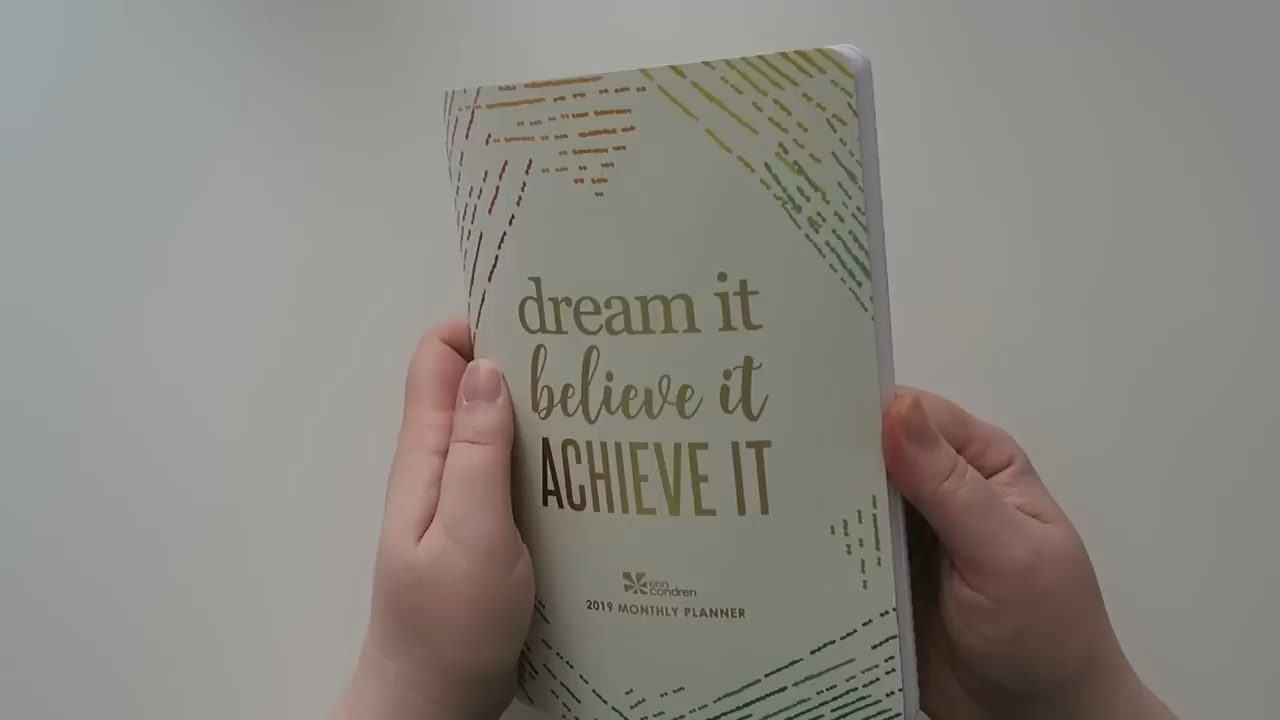 dream it
believe it
ACHIEVE IT
erin
condren
2019 MONTHLY PLANNER